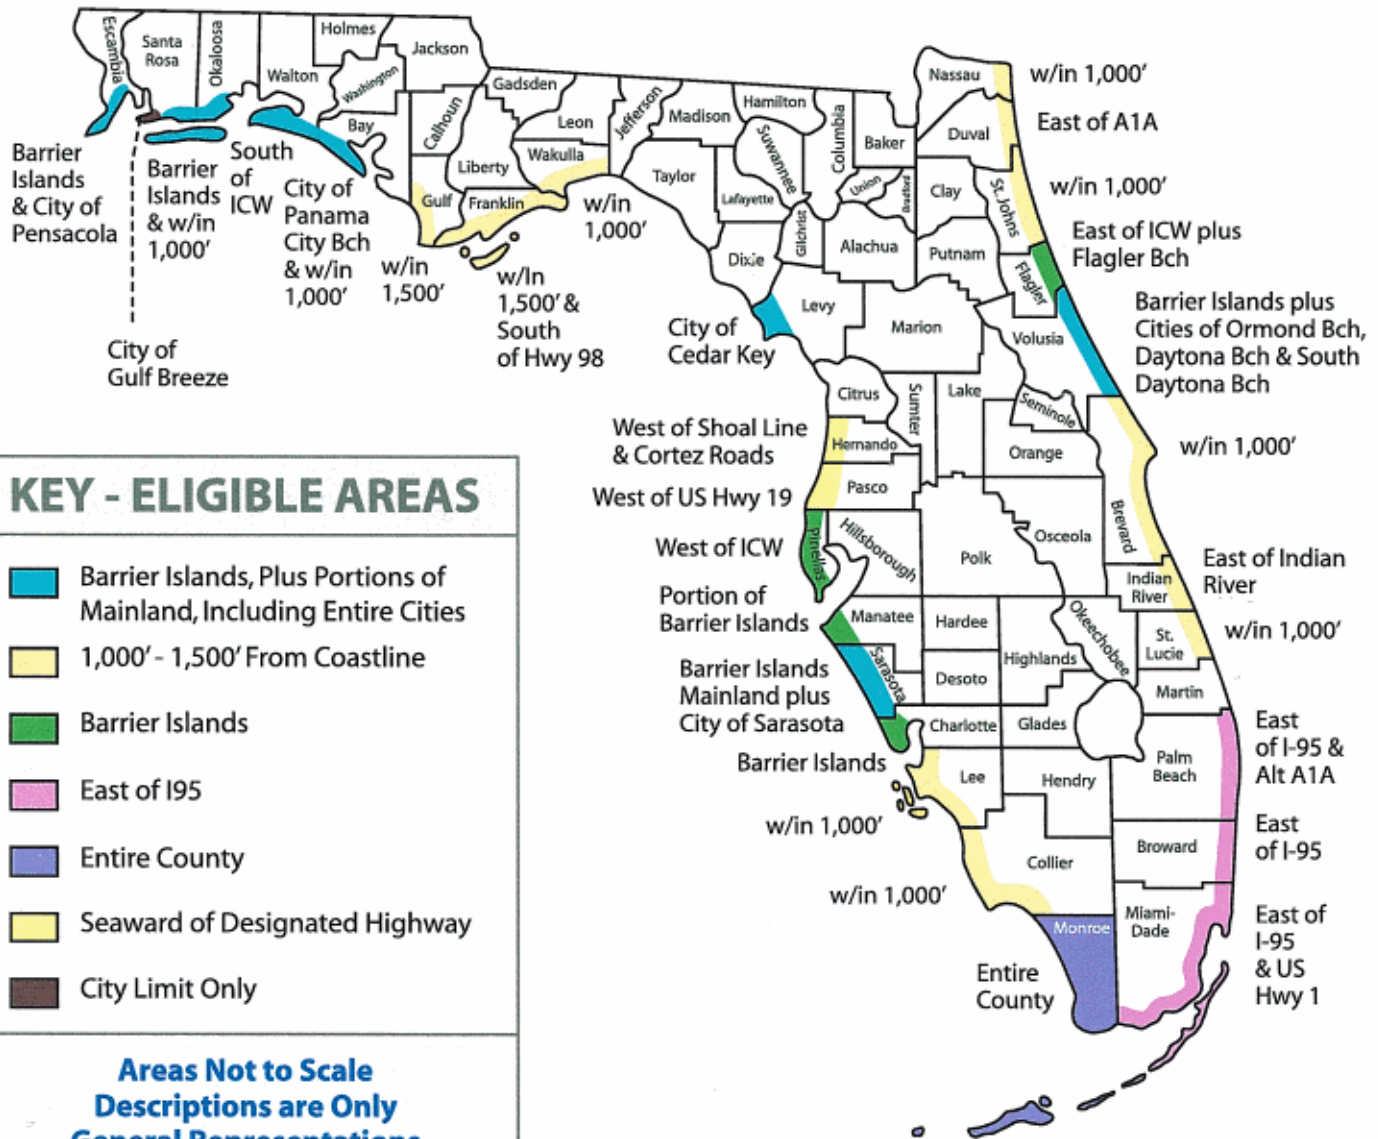 Escambia
Santa
Rosa
Okaloosa
Walton
Holmes
Washington
Jackson
Bay
Calhoun
Gulf
Gadsden
Liberty
Franklin
Leon
Wakulla
Jefferson
Madison
Taylor
Hamilton
Suwannee
Lafayette
Dixie
Columbia
Gilchrist
Baker
Union
Bradford
Alachua
Levy
Nassau
Duval
Clay
St. Johns
Putnam
Flagler
Marion
Volusia
Citrus
Sumter
Lake
Seminole
Orange
Hernando
Pasco
Pinellas
Hillsborough
Polk
Osceola
Brevard
Indian
River
Manatee
Hardee
Highlands
Okeechobee
St.
Lucie
Sarasota
Desoto
Martin
Charlotte
Glades
Lee
Hendry
Palm
Beach
Collier
Broward
Monroe
Miami-
Dade
Barrier
Islands
& City of
Pensacola
City of
Gulf Breeze
Barrier
Islands
& w/in
1,000′
South
of
ICW
City of
Panama
City Bch
& w/in
1,000′
w/in
1,500′
w/In
1,500′ &
South
of Hwy 98
w/in
1,000′
City of
Cedar Key
West of Shoal Line
& Cortez Roads
West of US Hwy 19
West of ICW
Portion of
Barrier Islands
Barrier Islands
Mainland plus
City of Sarasota
Barrier Islands
w/in 1,000′
w/in 1,000′
Entire
County
w/in 1,000′
East of A1A
w/in 1,000′
East of ICW plus
Flagler Bch
Barrier Islands plus
Cities of Ormond Bch,
Daytona Bch & South
Daytona Bch
w/in 1,000′
East of Indian
River
w/in 1,000′
East
of I-95 &
Alt A1A
East
of I-95
East of
I-95
& US
Hwy 1
KEY - ELIGIBLE AREAS
Barrier Islands, Plus Portions of
Mainland, Including Entire Cities
1,000′ - 1,500′ From Coastline
Barrier Islands
East of I95
Entire County
Seaward of Designated Highway
City Limit Only
Areas Not to Scale
Descriptions are Only
General Representations